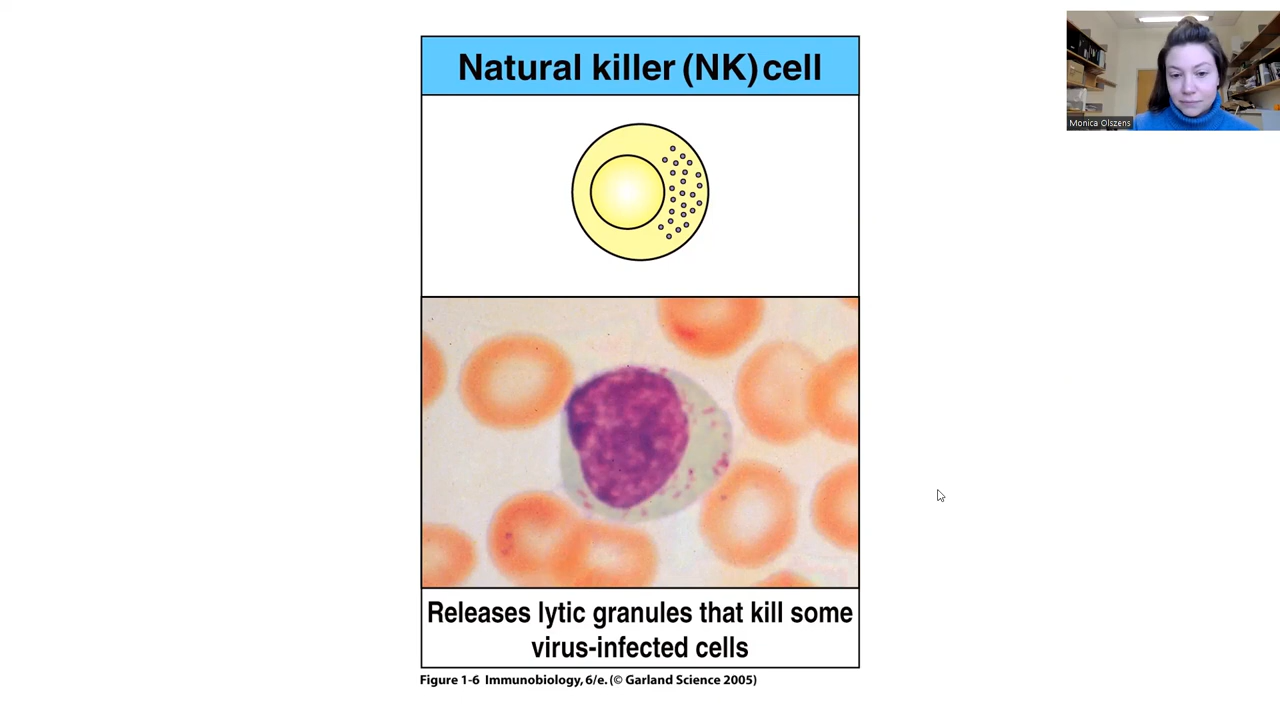 Natural killer (NK) cell
Monica Olszens
Releases lytic granules that kill some
virus-infected cells
Figure 1-6 Immunobiology, 6/e. (© Garland Science 2005)